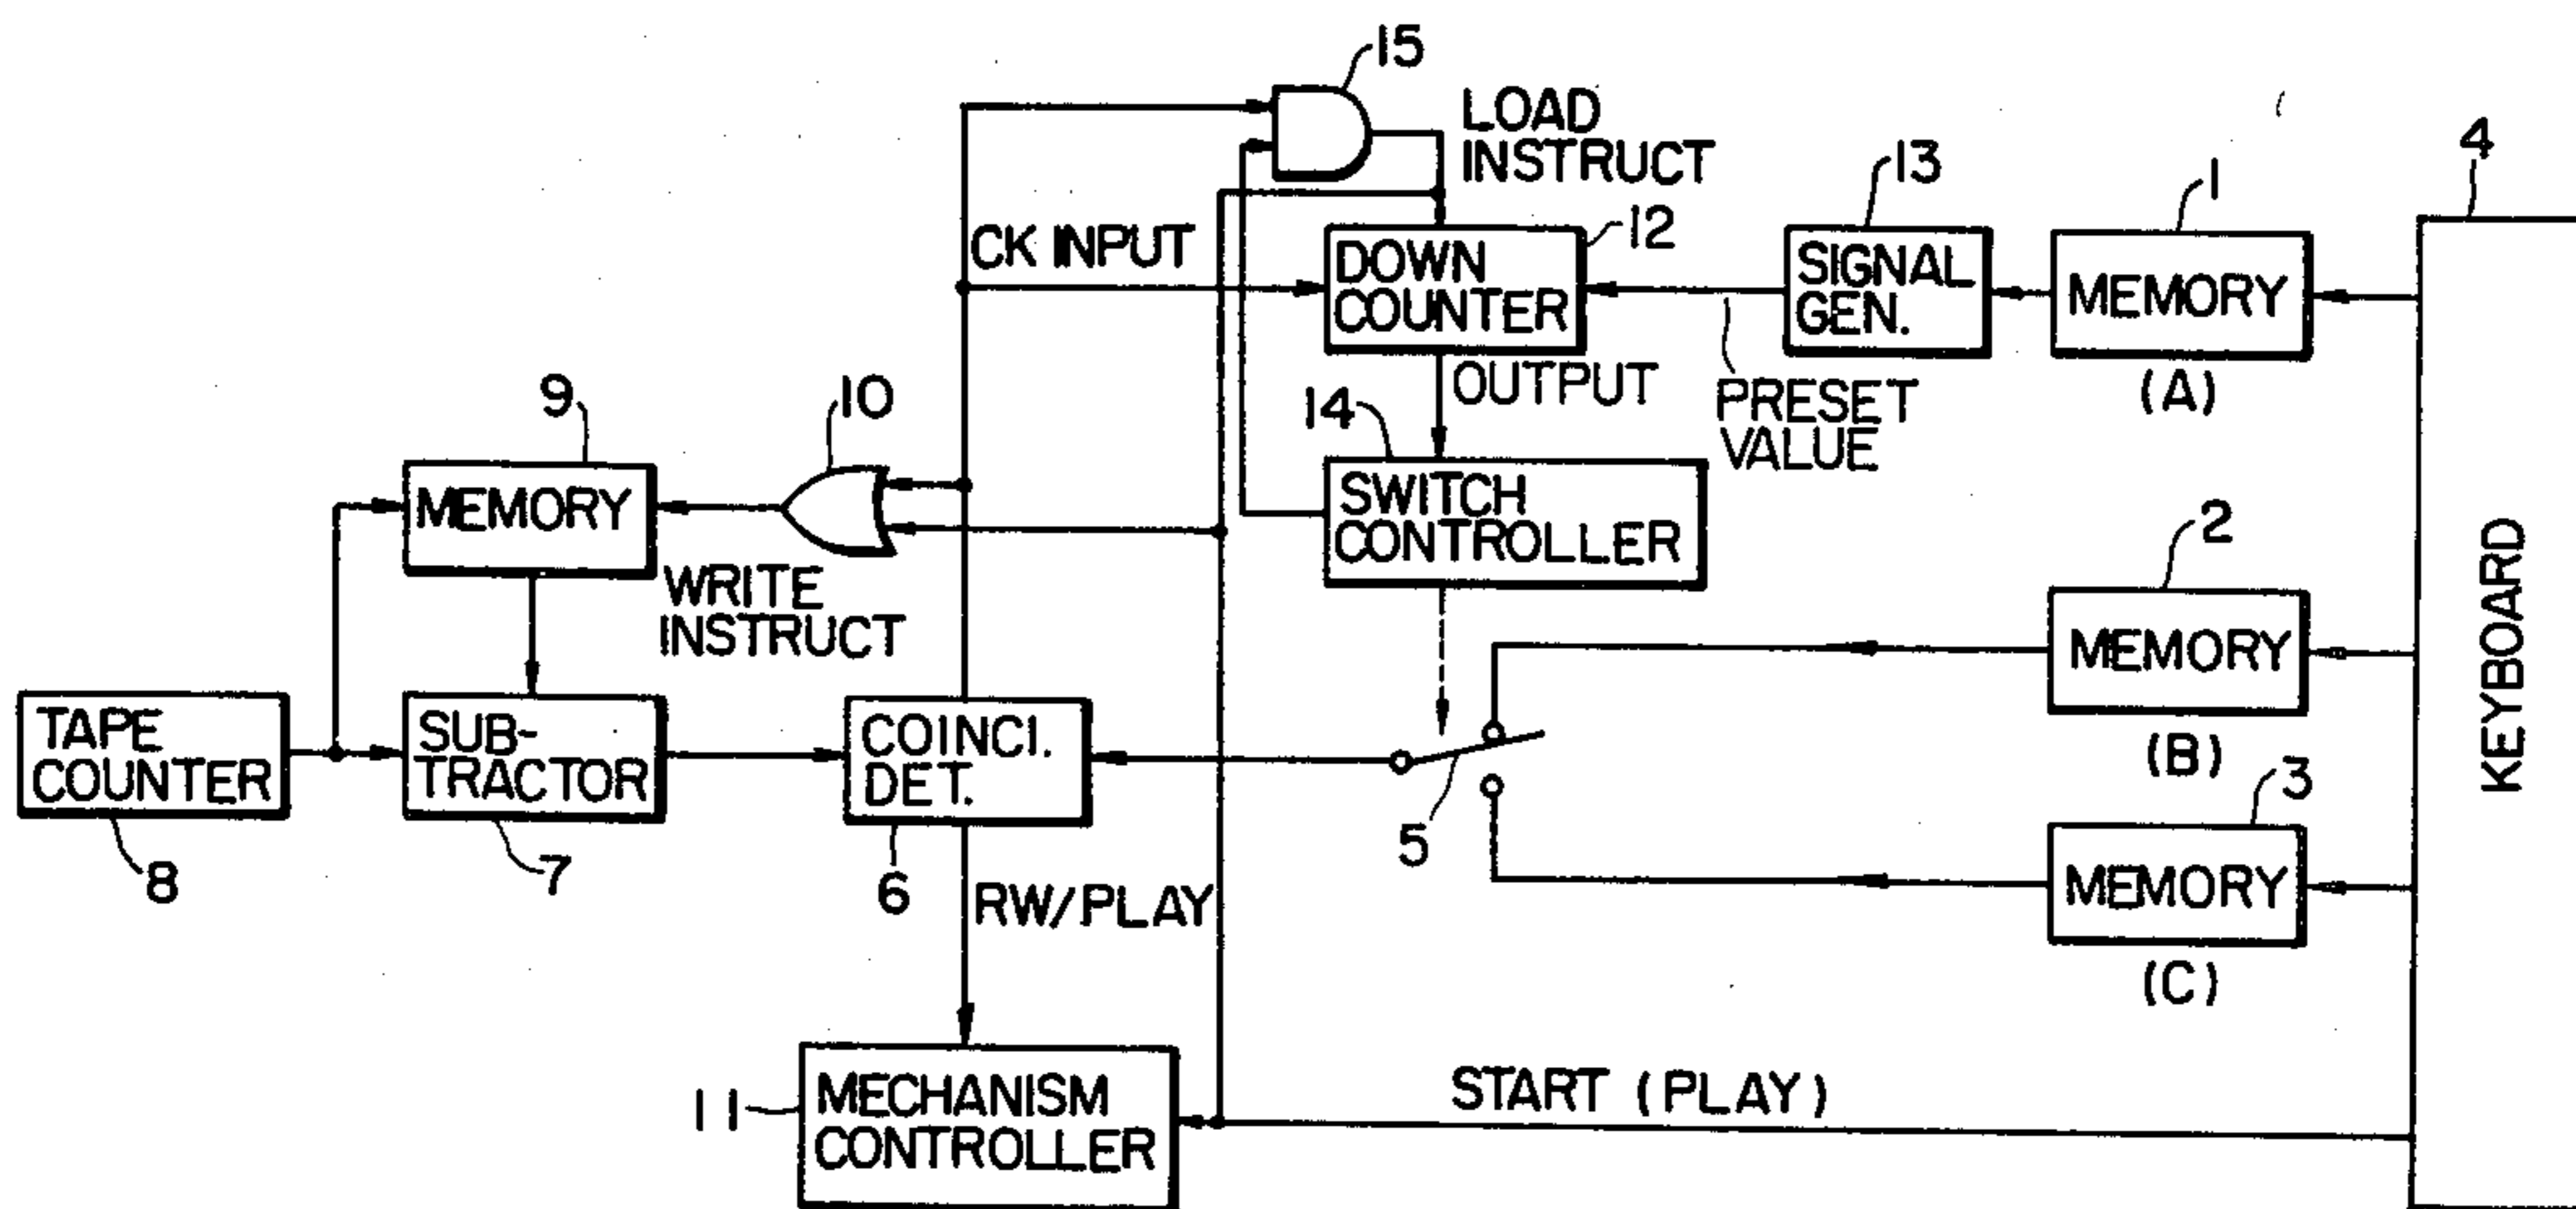 15
LOAD
INSTRUCT
4
13
1
CK INPUT
12
DOWN
COUNTER
SIGNAL
GEN.
MEMORY
(A)
OUTPUT
PRESET
VALUE
9
10
14
MEMORY
SWITCH
CONTROLLER
2
WRITE
INSTRUCT
MEMORY
(B)
KEYBOARD
TAPE
COUNTER
SUB-
TRACTOR
COINCI.
DET.
3
5
8
7
6
MEMORY
(C)
RW/PLAY
START (PLAY)
11
MECHANISM
CONTROLLER